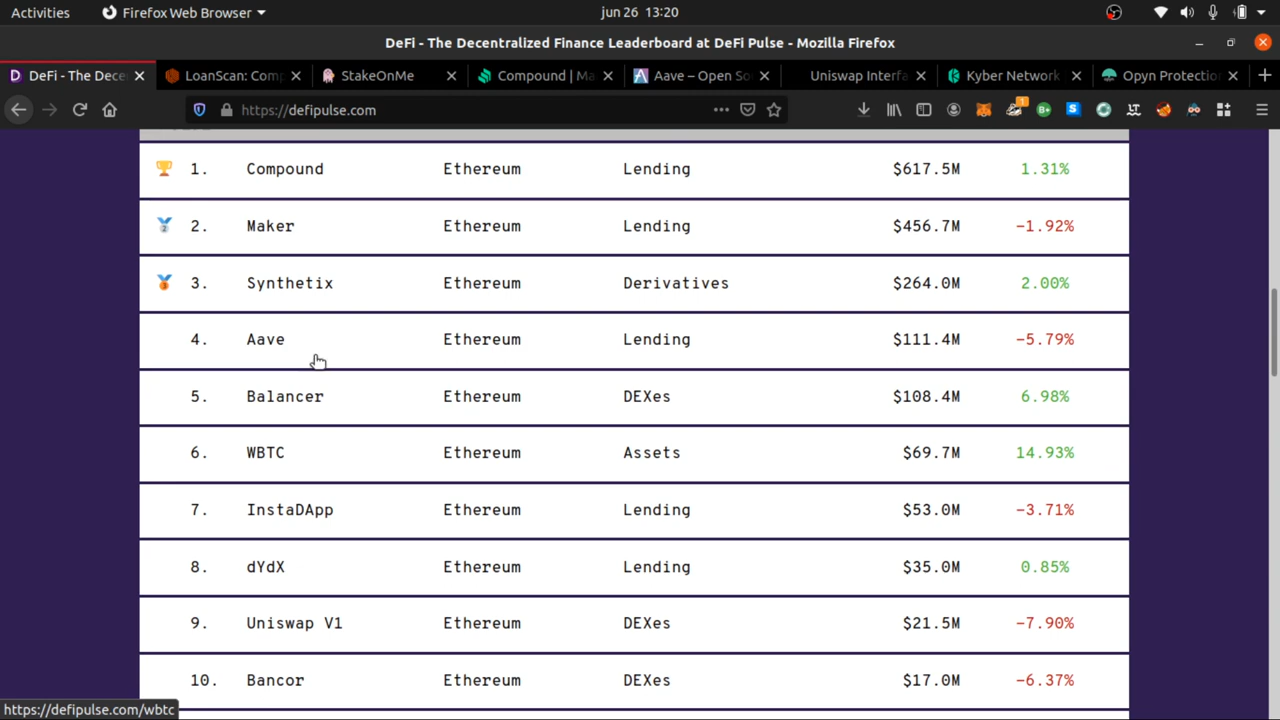 Activities Firefox Web Browser jun 26 13:20
DeFi - The Decentralized Finance Leaderboard at DeFi Pulse - Mozilla Firefox
DeFi - The Dece LoanScan: Comp StakeOnMe Compound | Ma Aave – Open So Uniswap Interfa Kyber Network Opyn Protectio
https://defipulse.com
1. Compound Ethereum Lending $617.5M 1.31%
2. Maker Ethereum Lending $456.7M -1.92%
3. Synthetix Ethereum Derivatives $264.0M 2.00%
4. Aave Ethereum Lending $111.4M -5.79%
5. Balancer Ethereum DEXes $108.4M 6.98%
6. WBTC Ethereum Assets $69.7M 14.93%
7. InstaDApp Ethereum Lending $53.0M -3.71%
8. dYdX Ethereum Lending $35.0M 0.85%
9. Uniswap V1 Ethereum DEXes $21.5M -7.90%
10. Bancor Ethereum DEXes $17.0M -6.37%
https://defipulse.com/wbtc